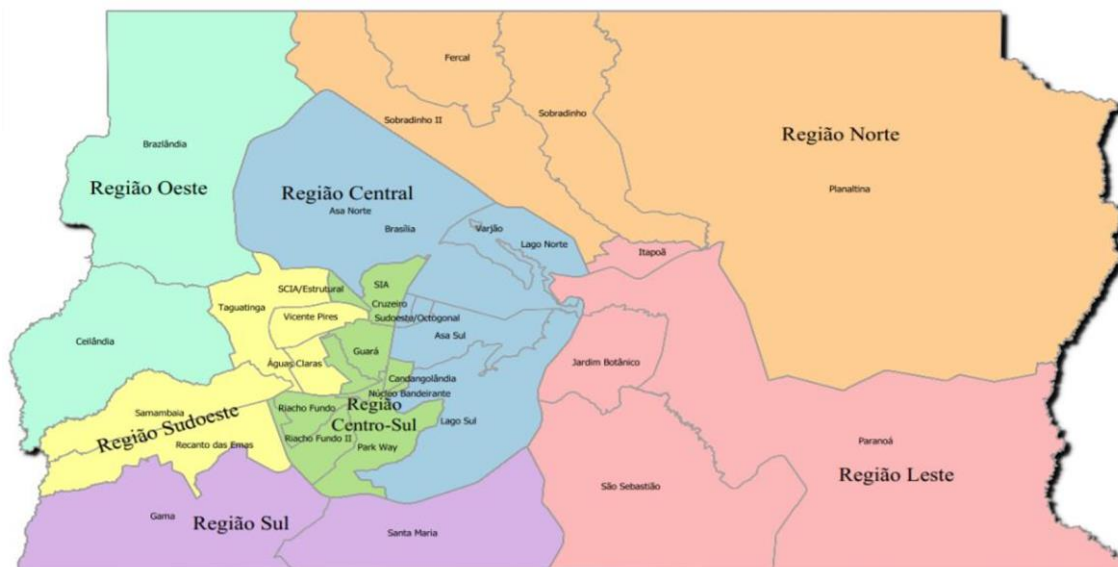 Fercal
Sobradinho
Sobradinho II
Região Norte
Planaltina
Brazlândia
Região Oeste
Região Central
Asa Norte
Brasília
Varjão
Lago Norte
Itapoã
SCIA/Estrutural
SIA
Taguatinga
Cruzeiro
Vicente Pires
Sudoeste/Octogonal
Asa Sul
Ceilândia
Guará
Águas Claras
Jardim Botânico
Candangolândia
Núcleo Bandeirante
Samambaia
Região Sudoeste
Recanto das Emas
Riacho Fundo
Região
Centro-Sul
Riacho Fundo II
Park Way
Lago Sul
Paranoá
Região Leste
São Sebastião
Gama
Região Sul
Santa Maria